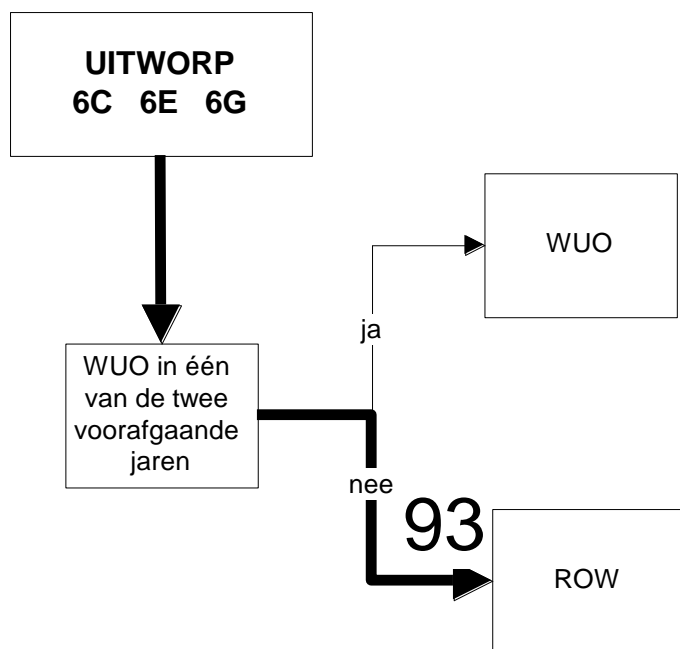 UITWORP
6C 6E 6G
WUO
ja
WUO in één
van de twee
voorafgaande
jaren
nee
93
ROW